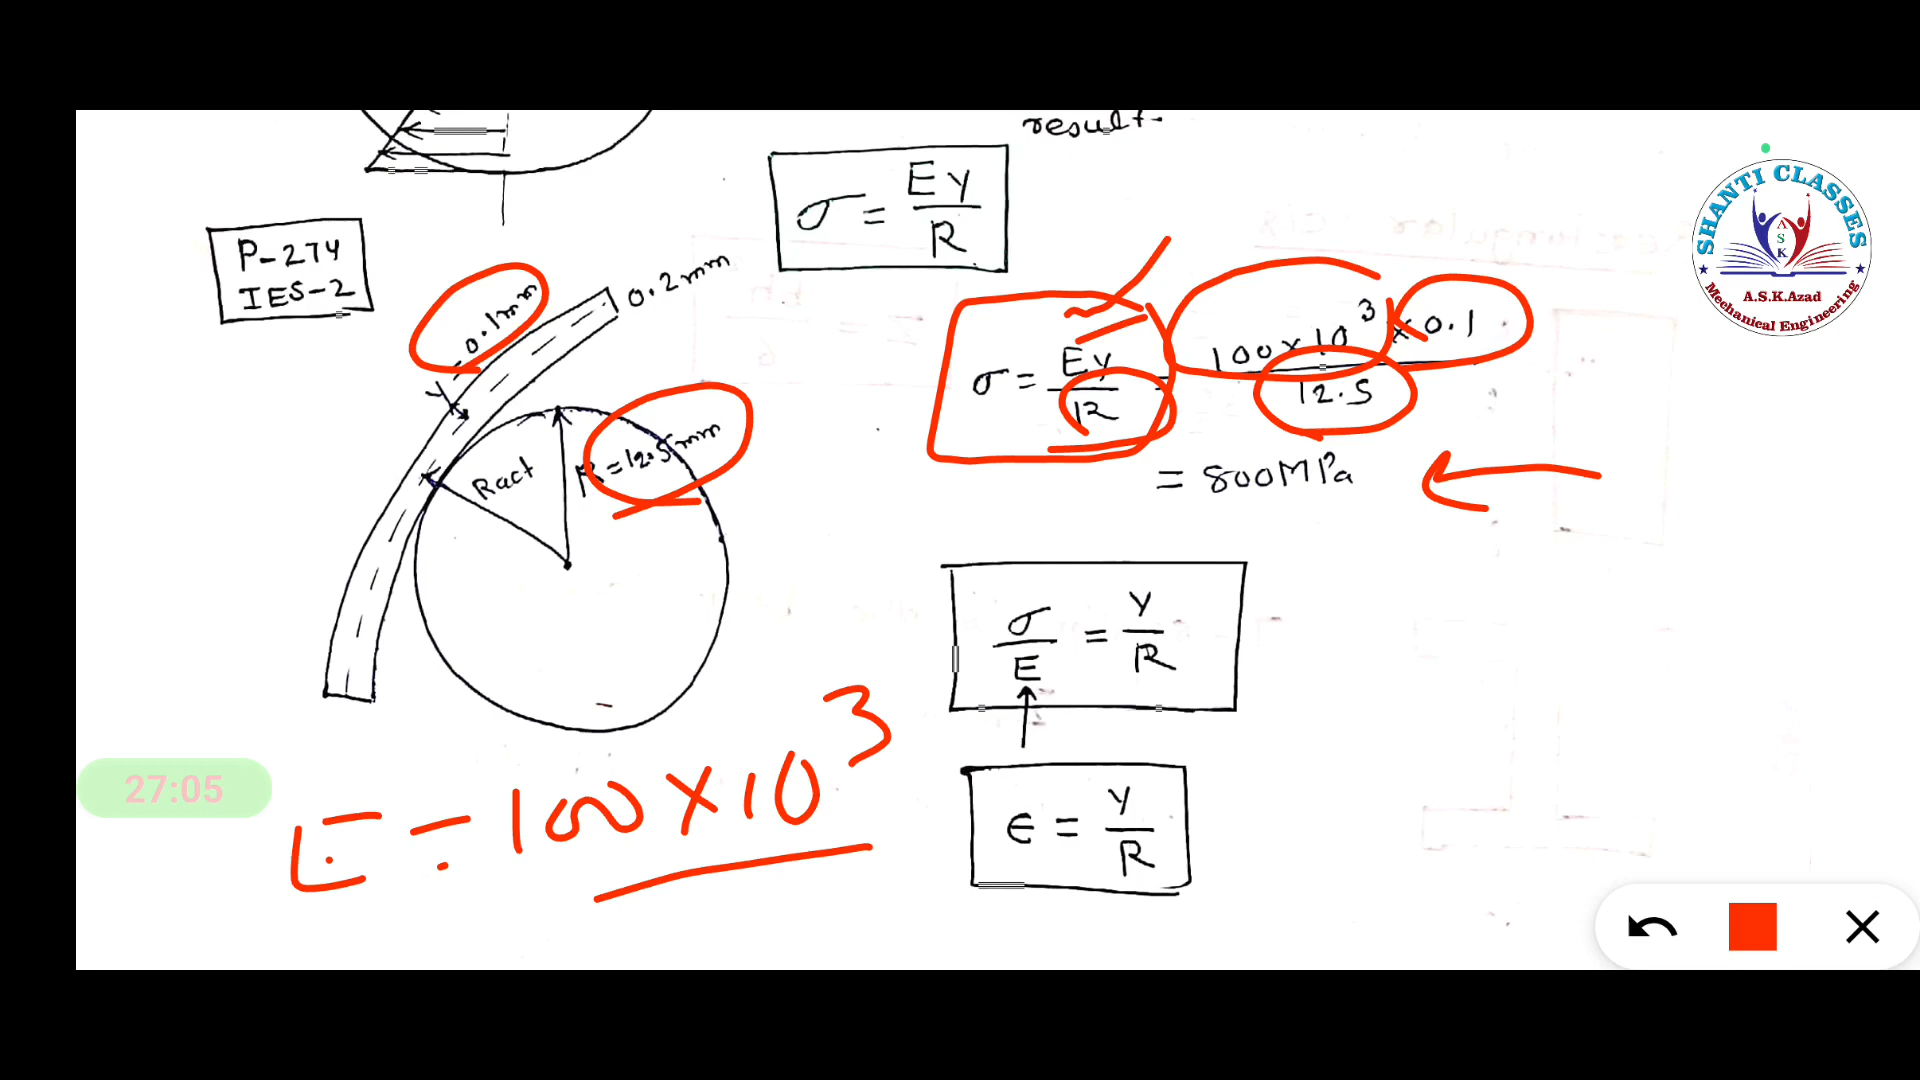 result.
σ = Ey / R
P-274
IES-2
y = 0.1mm
0.2mm
Ract
R = 12.5mm
σ = Ey / R = 100 × 10³ × 0.1 / 12.5
= 800MPa
σ / E = y / R
ϵ = y / R
E = 100 × 10³
27:05
SHANTI CLASSES
A
S
K
A.S.K.Azad
Mechanical Engineering